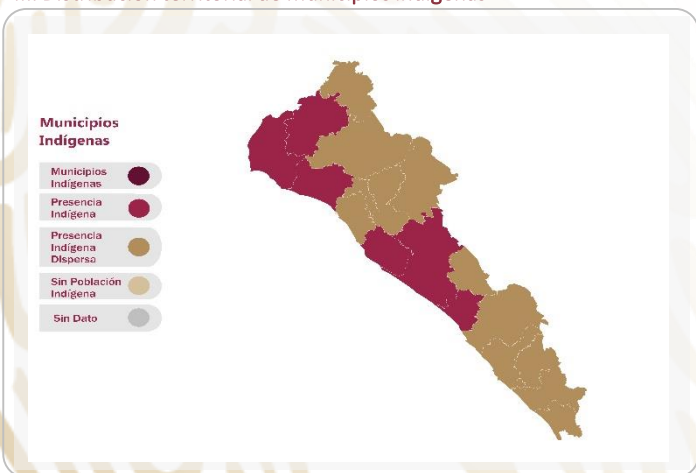 Municipios
Indígenas
Municipios
Indígenas
Presencia
Indígena
Presencia
Indígena
Dispersa
Sin Población
Indígena
Sin Dato